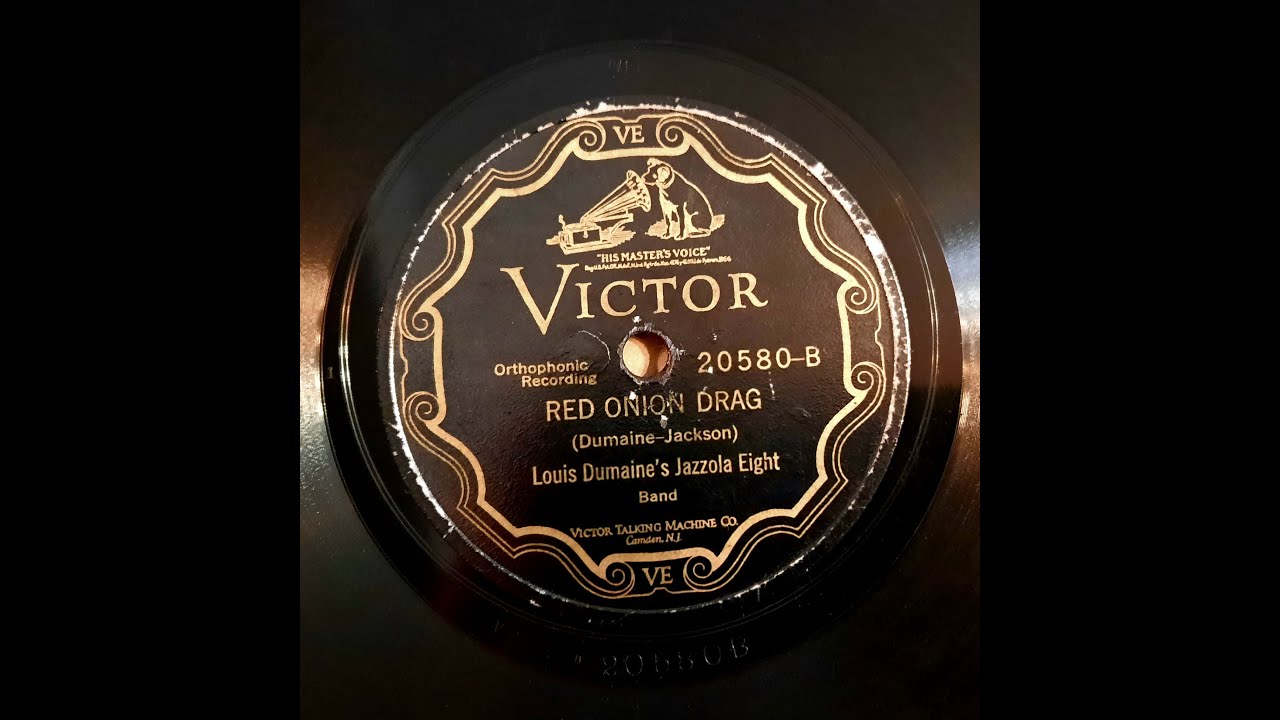 VE
"HIS MASTER'S VOICE"
VICTOR
Orthophonic
Recording
20580-B
RED ONION DRAG
(Dumaine-Jackson)
Louis Dumaine's Jazzola Eight
Band
VICTOR TALKING MACHINE CO.
Camden, N.J.
VE
20580B